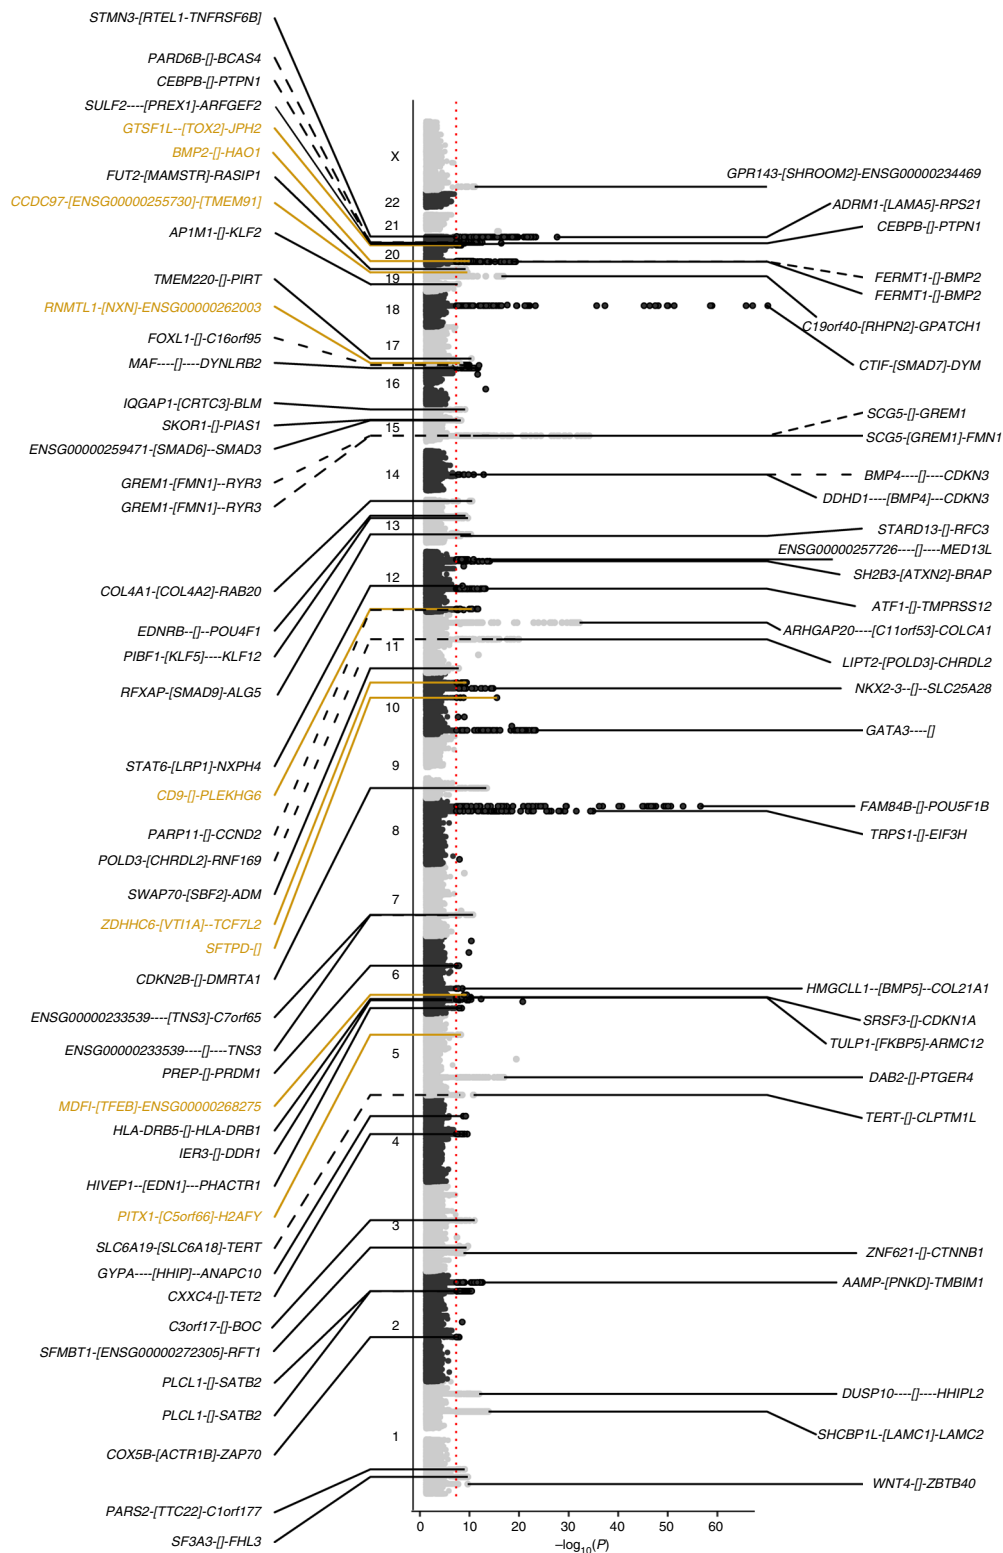 STMN3-[RTEL1-TNFRSF6B]
PARD6B-[]-BCAS4
CEBPB-[]-PTPN1
SULF2----[PREX1]-ARFGEF2
GTSF1L--[TOX2]-JPH2
BMP2-[]-HAO1
FUT2-[MAMSTR]-RASIP1
CCDC97-[ENSG00000255730]-[TMEM91]
AP1M1-[]-KLF2
TMEM220-[]-PIRT
RNMTL1-[NXN]-ENSG00000262003
FOXL1-[]-C16orf95
MAF----[]----DYNLRB2
IQGAP1-[CRTC3]-BLM
SKOR1-[]-PIAS1
ENSG00000259471-[SMAD6]--SMAD3
GREM1-[FMN1]--RYR3
GREM1-[FMN1]--RYR3
COL4A1-[COL4A2]-RAB20
EDNRB--[]--POU4F1
PIBF1-[KLF5]----KLF12
RFXAP-[SMAD9]-ALG5
STAT6-[LRP1]-NXPH4
CD9-[]-PLEKHG6
PARP11-[]-CCND2
POLD3-[CHRDL2]-RNF169
SWAP70-[SBF2]-ADM
ZDHHC6-[VTI1A]--TCF7L2
SFTPD-[]
CDKN2B-[]-DMRTA1
ENSG00000233539----[TNS3]-C7orf65
ENSG00000233539----[]----TNS3
PREP-[]-PRDM1
MDFI-[TFEB]-ENSG00000268275
HLA-DRB5-[]-HLA-DRB1
IER3-[]-DDR1
HIVEP1--[EDN1]---PHACTR1
PITX1-[C5orf66]-H2AFY
SLC6A19-[SLC6A18]-TERT
GYPA----[HHIP]--ANAPC10
CXXC4-[]-TET2
C3orf17-[]-BOC
SFMBT1-[ENSG00000272305]-RFT1
PLCL1-[]-SATB2
PLCL1-[]-SATB2
COX5B-[ACTR1B]-ZAP70
PARS2-[TTC22]-C1orf177
SF3A3-[]-FHL3
X
22
21
20
19
18
17
16
15
14
13
12
11
10
9
8
7
6
5
4
3
2
1
GPR143-[SHROOM2]-ENSG00000234469
ADRM1-[LAMA5]-RPS21
CEBPB-[]-PTPN1
FERMT1-[]-BMP2
FERMT1-[]-BMP2
C19orf40-[RHPN2]-GPATCH1
CTIF-[SMAD7]-DYM
SCG5-[]-GREM1
SCG5-[GREM1]-FMN1
BMP4----[]----CDKN3
DDHD1----[BMP4]---CDKN3
STARD13-[]-RFC3
ENSG00000257726----[]----MED13L
SH2B3-[ATXN2]-BRAP
ATF1-[]-TMPRSS12
ARHGAP20----[C11orf53]-COLCA1
LIPT2-[POLD3]-CHRDL2
NKX2-3--[]--SLC25A28
GATA3----[]
FAM84B-[]-POU5F1B
TRPS1-[]-EIF3H
HMGCLL1--[BMP5]--COL21A1
SRSF3-[]-CDKN1A
TULP1-[FKBP5]-ARMC12
DAB2-[]-PTGER4
TERT-[]-CLPTM1L
ZNF621-[]-CTNNB1
AAMP-[PNKD]-TMBIM1
DUSP10----[]----HHIPL2
SHCBP1L-[LAMC1]-LAMC2
WNT4-[]-ZBTB40
0 10 20 30 40 50 60
–log10(P)